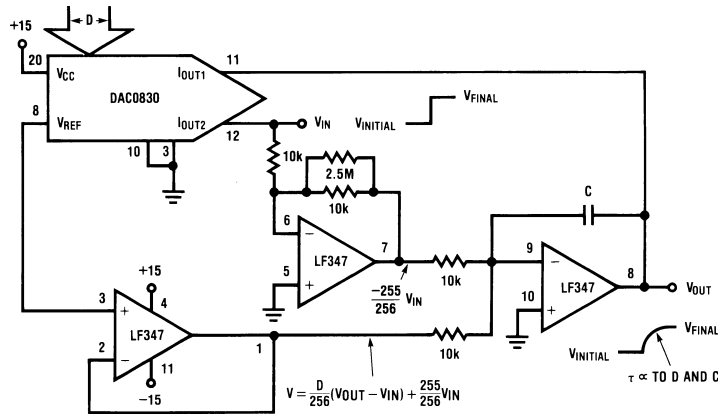 D
+15
20
VCC
IOUT1
11
DAC0830
8
VREF
IOUT2
12
VIN
10
3
VINITIAL
VFINAL
10k
2.5M
10k
6
−
7
LF347
5
+
−255/256 VIN
10k
C
9
−
8
LF347
10
+
VOUT
+15
3
+
4
LF347
2
−
11
−15
1
10k
V = D/256 (VOUT − VIN) + 255/256 VIN
VFINAL
VINITIAL
τ ∝ TO D AND C